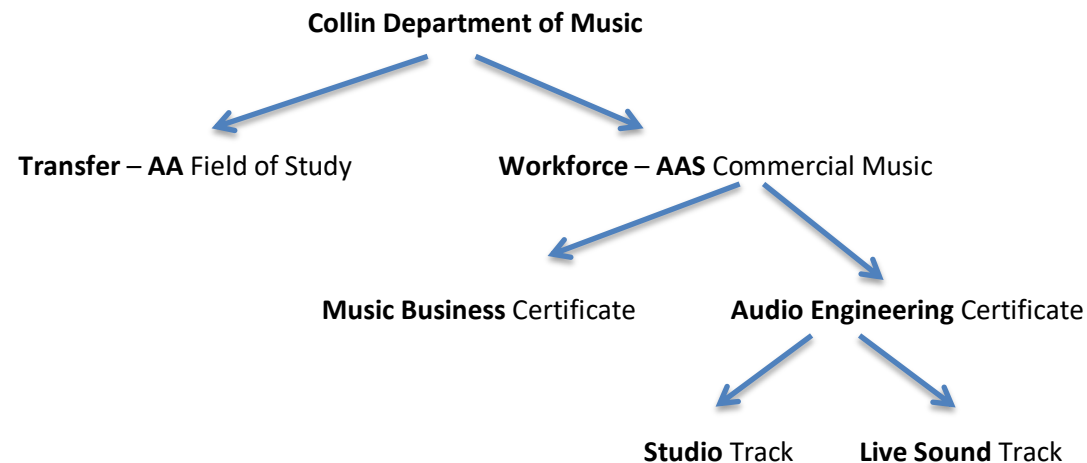 Collin Department of Music
Transfer – AA Field of Study
Workforce – AAS Commercial Music
Music Business Certificate
Audio Engineering Certificate
Studio Track
Live Sound Track